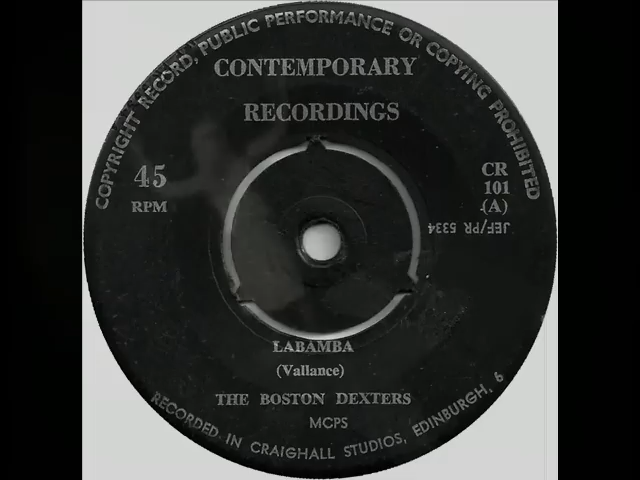 COPYRIGHT RECORD, PUBLIC PERFORMANCE OR COPYING PROHIBITED
CONTEMPORARY
RECORDINGS
45
RPM
CR
101
(A)
JEF/PR 5334
LABAMBA
(Vallance)
THE BOSTON DEXTERS
MCPS
RECORDED IN CRAIGHALL STUDIOS, EDINBURGH, 6